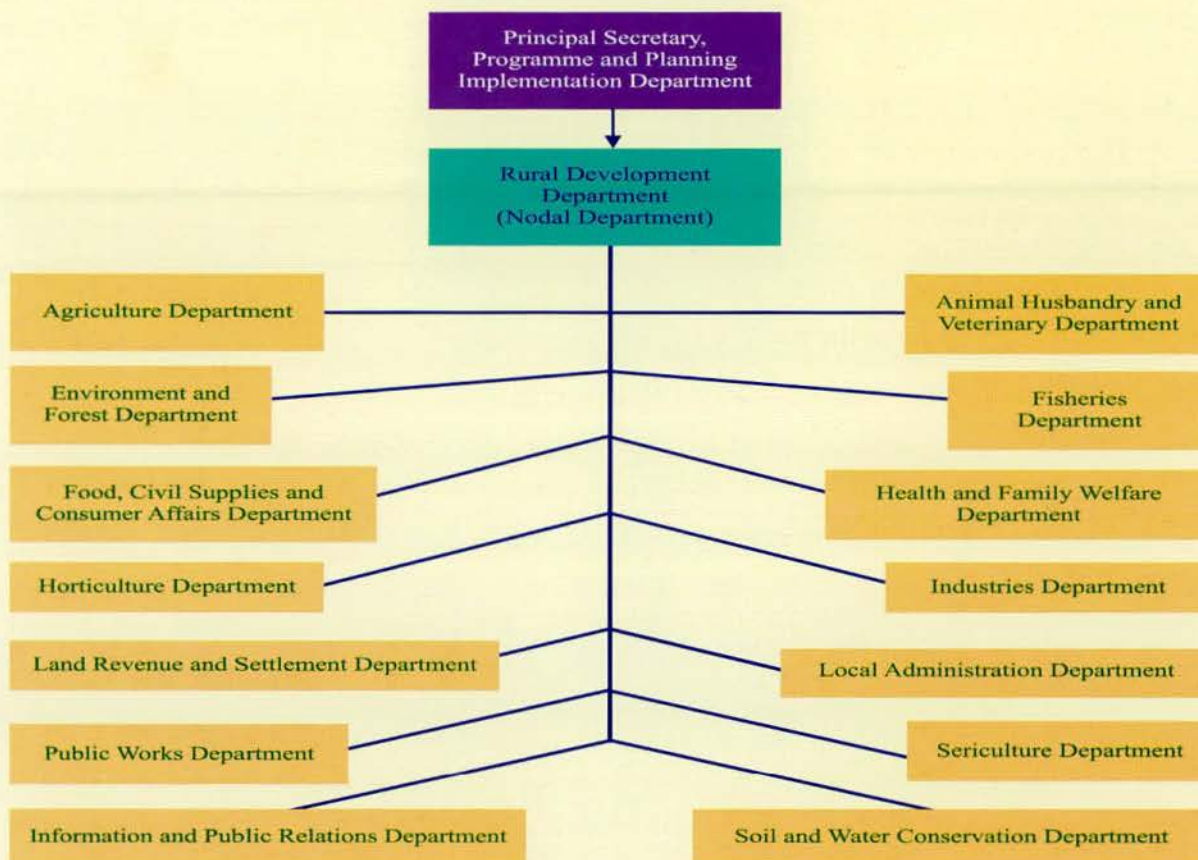 Principal Secretary,
Programme and Planning
Implementation Department
Rural Development
Department
(Nodal Department)
Agriculture Department
Animal Husbandry and
Veterinary Department
Environment and
Forest Department
Fisheries
Department
Food, Civil Supplies and
Consumer Affairs Department
Health and Family Welfare
Department
Horticulture Department
Industries Department
Land Revenue and Settlement Department
Local Administration Department
Public Works Department
Sericulture Department
Information and Public Relations Department
Soil and Water Conservation Department